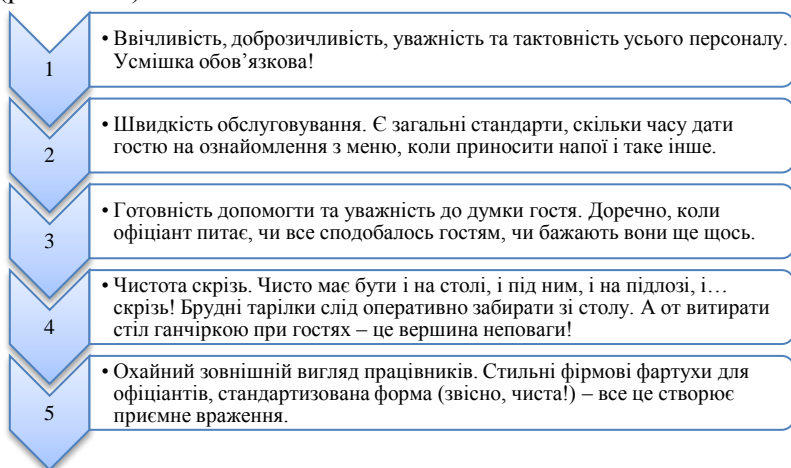 1
• Ввічливість, доброзичливість, уважність та тактовність усього персоналу.
Усмішка обов’язкова!
2
• Швидкість обслуговування. Є загальні стандарти, скільки часу дати
гостю на ознайомлення з меню, коли приносити напої і таке інше.
3
• Готовність допомогти та уважність до думки гостя. Доречно, коли
офіціант питає, чи все сподобалось гостям, чи бажають вони ще щось.
4
• Чистота скрізь. Чисто має бути і на столі, і під ним, і на підлозі, і…
скрізь! Брудні тарілки слід оперативно забирати зі столу. А от витирати
стіл ганчіркою при гостях – це вершина неповаги!
5
• Охайний зовнішній вигляд працівників. Стильні фірмові фартухи для
офіціантів, стандартизована форма (звісно, чиста!) – все це створює
приємне враження.